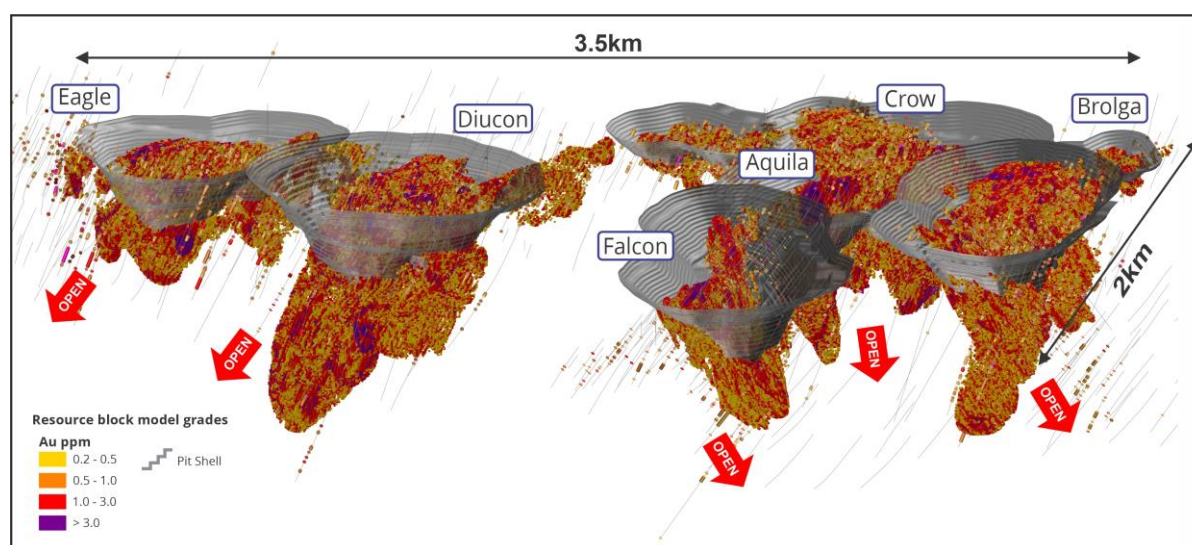 3.5km
Eagle
Diucon
Crow
Brolga
Aquila
Falcon
2km
OPEN
OPEN
OPEN
OPEN
OPEN
Resource block model grades
Au ppm
0.2 - 0.5
Pit Shell
0.5 - 1.0
1.0 - 3.0
> 3.0